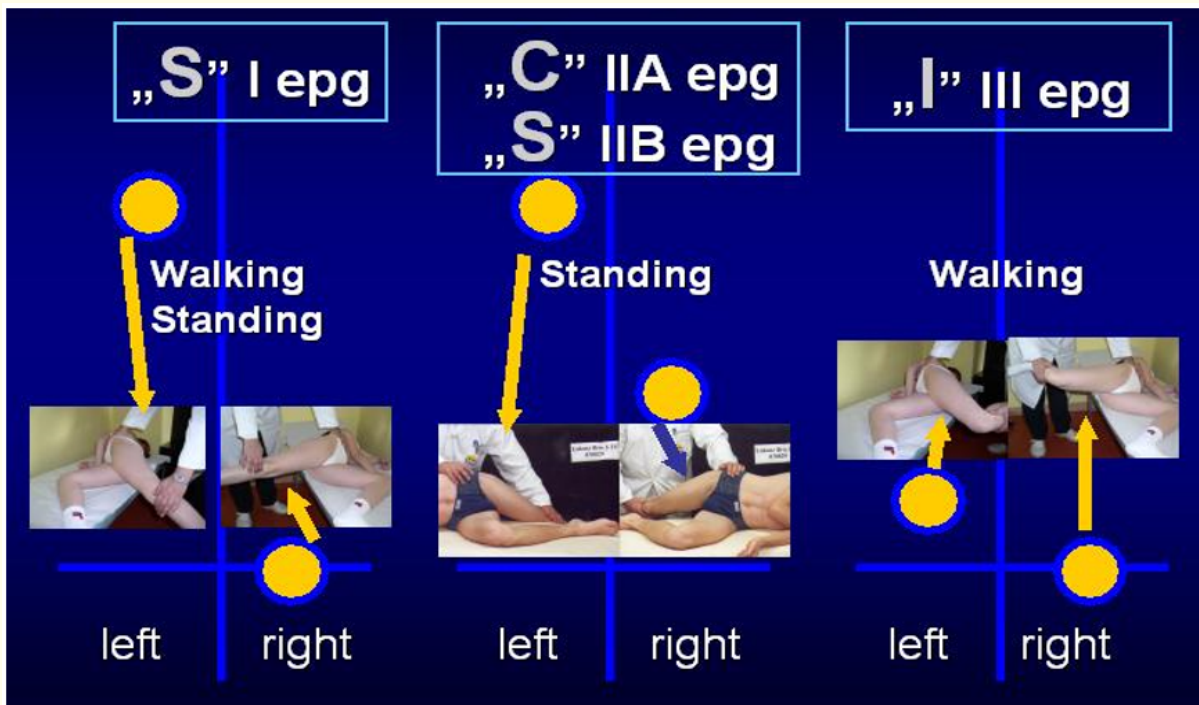 „S” I epg
„C” IIA epg
„S” IIB epg
„I” III epg
Walking
Standing
Standing
Walking
left
right
left
right
left
right